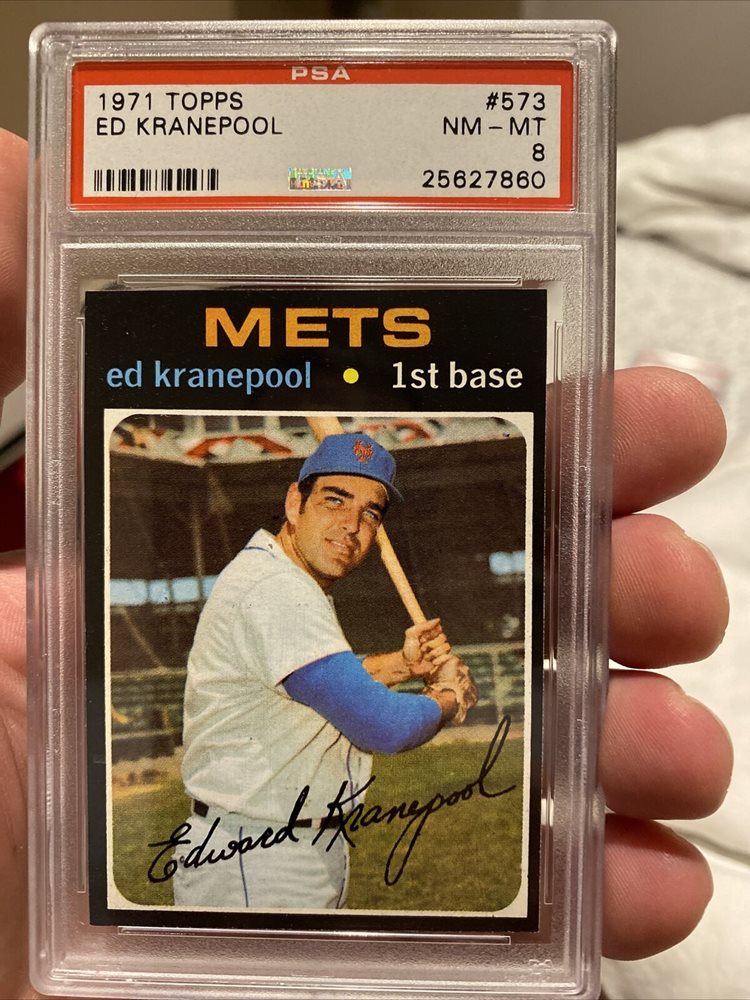 PSA
1971 TOPPS #573
ED KRANEPOOL NM - MT
8
25627860
METS
ed kranepool • 1st base
Edward Kranepool